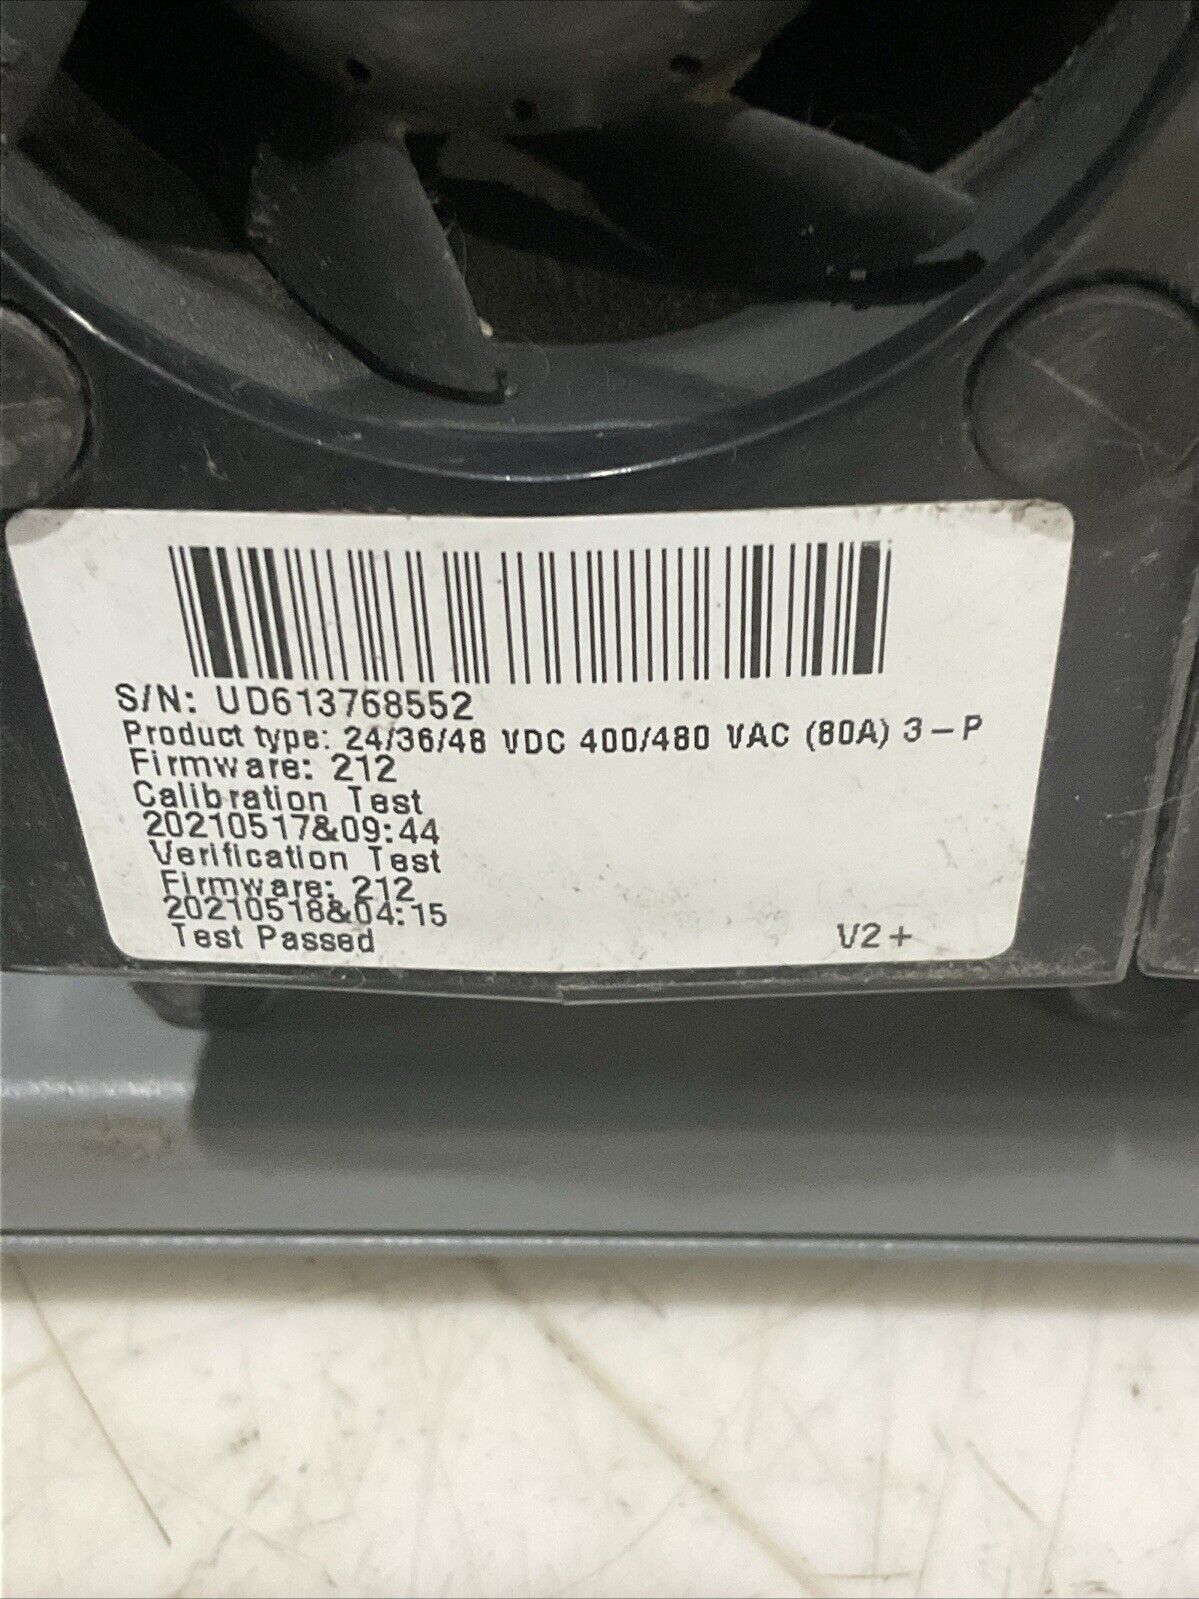 S/N: UD613768552
Product type: 24/36/48 VDC 400/480 VAC (80A) 3-P
Firmware: 212
Calibration Test
20210517&09:44
Verification Test
Firmware: 212
20210518&04:15
Test Passed
V2+